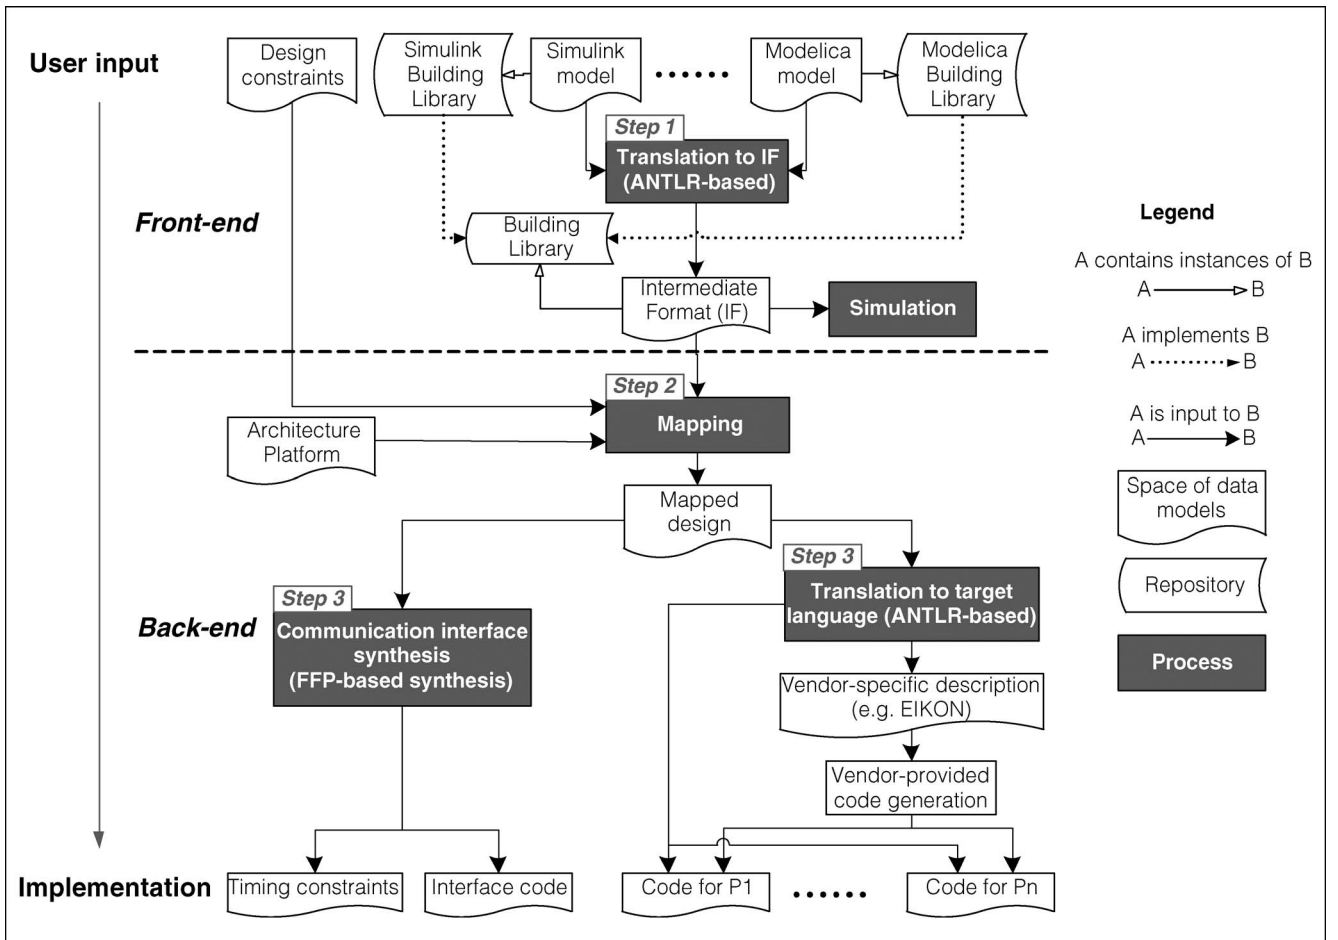 User input
Design
constraints
Simulink
Building
Library
Simulink
model
Modelica
model
Modelica
Building
Library
Step 1
Translation to IF
(ANTLR-based)
Front-end
Building
Library
Intermediate
Format (IF)
Simulation
Step 2
Mapping
Architecture
Platform
Mapped
design
Step 3
Communication interface
synthesis
(FFP-based synthesis)
Step 3
Translation to target
language (ANTLR-based)
Back-end
Vendor-specific description
(e.g. EIKON)
Vendor-provided
code generation
Implementation
Timing constraints
Interface code
Code for P1
Code for Pn
Legend
A contains instances of B
A B
A implements B
A B
A is input to B
A B
Space of data
models
Repository
Process